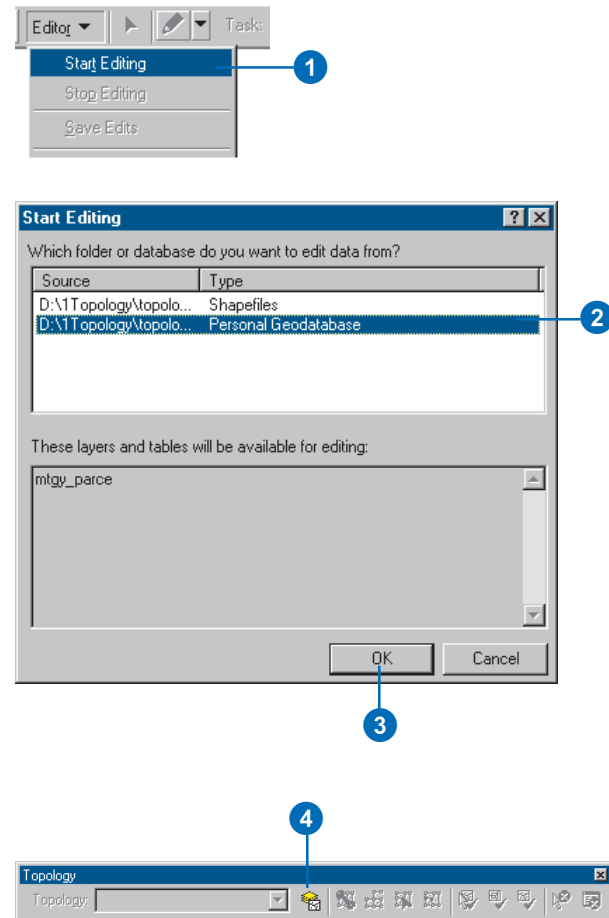 Editor Task:
Start Editing
1
Stop Editing
Save Edits
Start Editing
Which folder or database do you want to edit data from?
Source Type
D:\1Topology\topolo... Shapefiles
D:\1Topology\topolo... Personal Geodatabase
2
These layers and tables will be available for editing:
mtgy_parce
OK Cancel
3
4
Topology
Topology: